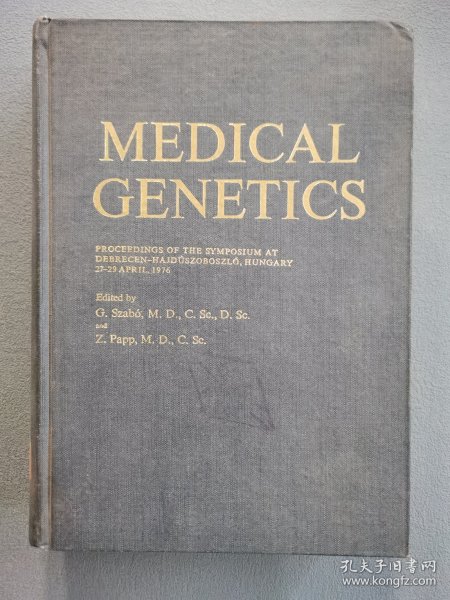 MEDICAL
GENETICS
PROCEEDINGS OF THE SYMPOSIUM AT
DEBRECEN–HAJDÚSZOBOSZLÓ, HUNGARY
27–29 APRIL, 1976
Edited by
G. Szabó, M. D., C. Sc., D. Sc.
and
Z. Papp, M. D., C. Sc.
孔夫子旧书网
www.kongfz.com